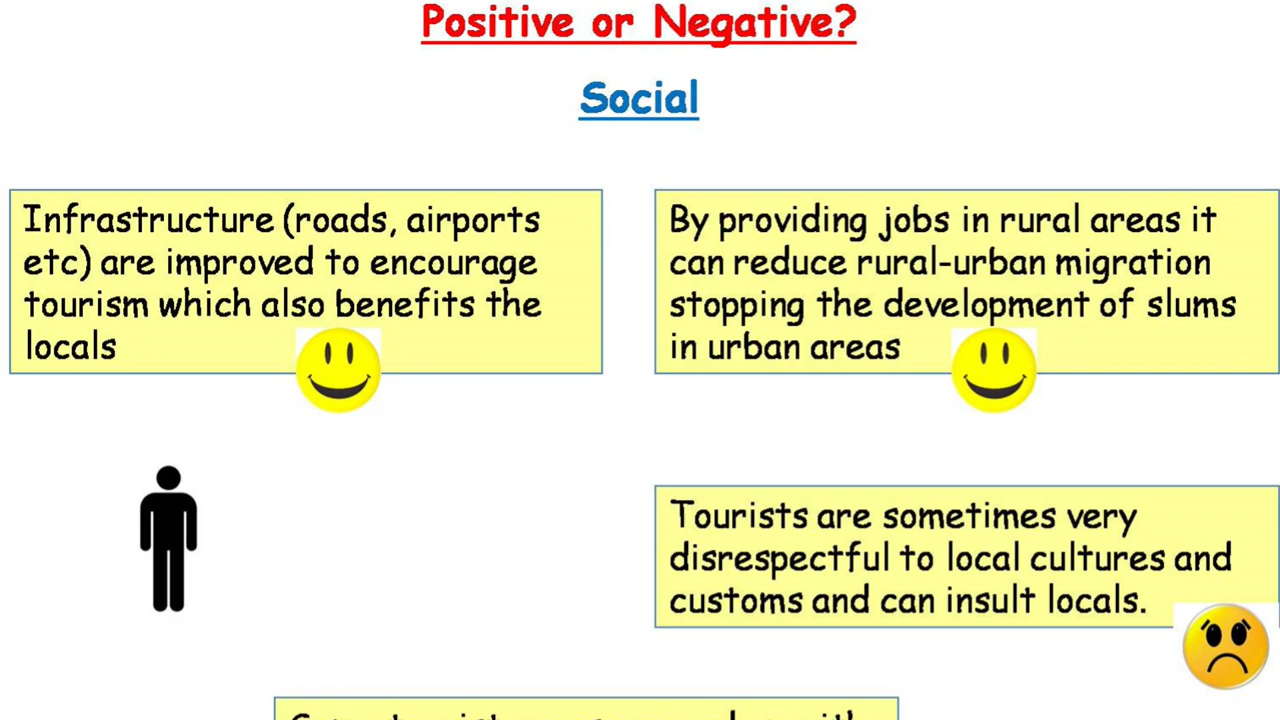 Positive or Negative?
Social
Infrastructure (roads, airports
etc) are improved to encourage
tourism which also benefits the
locals
By providing jobs in rural areas it
can reduce rural-urban migration
stopping the development of slums
in urban areas
Tourists are sometimes very
disrespectful to local cultures and
customs and can insult locals.